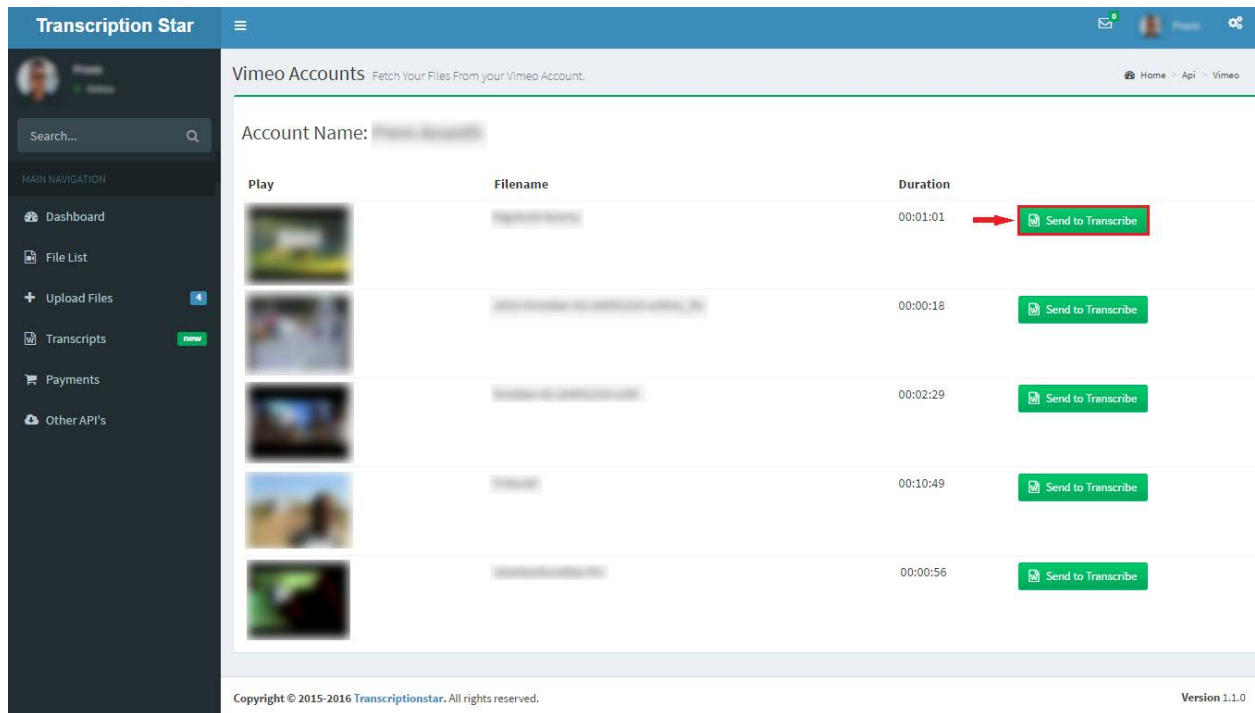 Transcription Star
0
Vimeo Accounts Fetch Your Files From your Vimeo Account.
Home > Api > Vimeo
Search...
MAIN NAVIGATION
Dashboard
File List
Upload Files 4
Transcripts new
Payments
Other API's
Account Name:
Play Filename Duration
00:01:01 Send to Transcribe
00:00:18 Send to Transcribe
00:02:29 Send to Transcribe
00:10:49 Send to Transcribe
00:00:56 Send to Transcribe
Copyright © 2015-2016 Transcriptionstar. All rights reserved.
Version 1.1.0